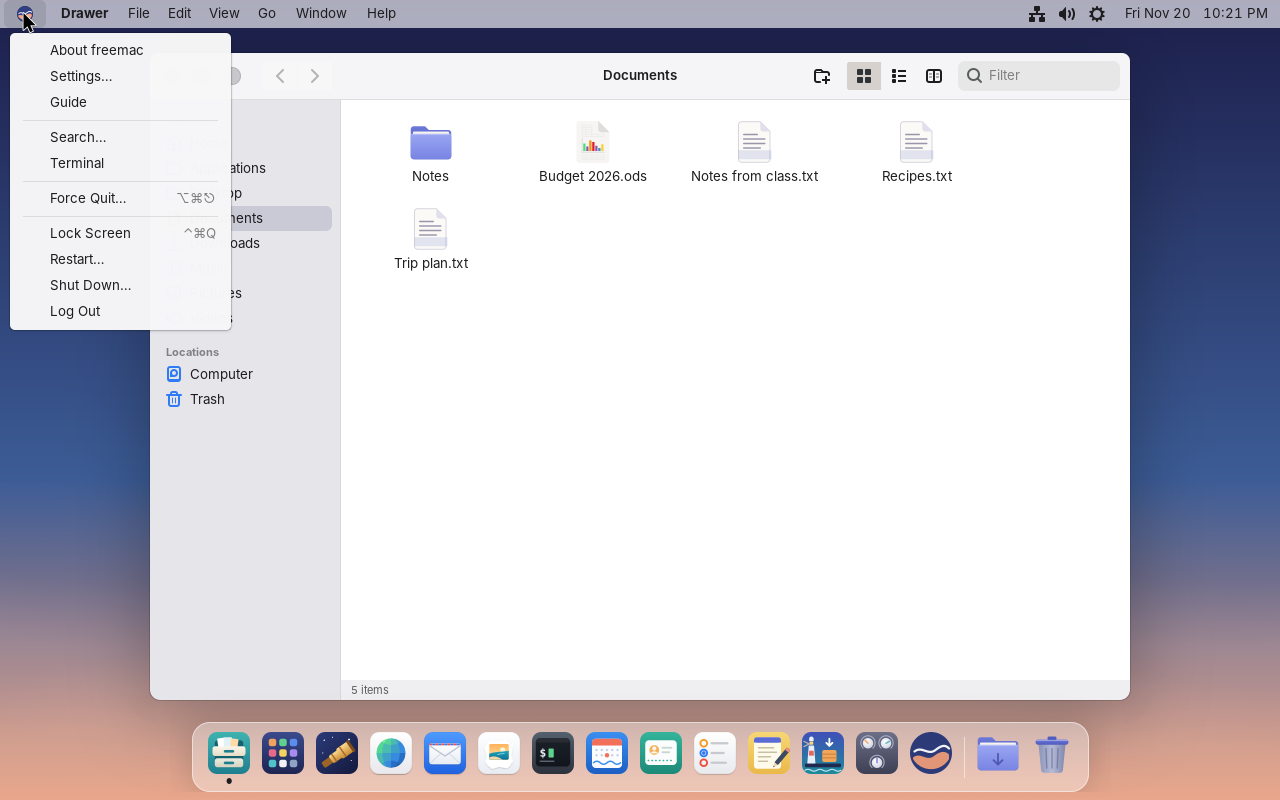 Drawer File Edit View Go Window Help Fri Nov 20 10:21 PM
About freemac
Settings...
Guide
Search...
Terminal
Force Quit... ⌥⌘⎋
Lock Screen ^⌘Q
Restart...
Shut Down...
Log Out
Documents
Filter
Locations
Computer
Trash
Notes
Budget 2026.ods
Notes from class.txt
Recipes.txt
Trip plan.txt
5 items